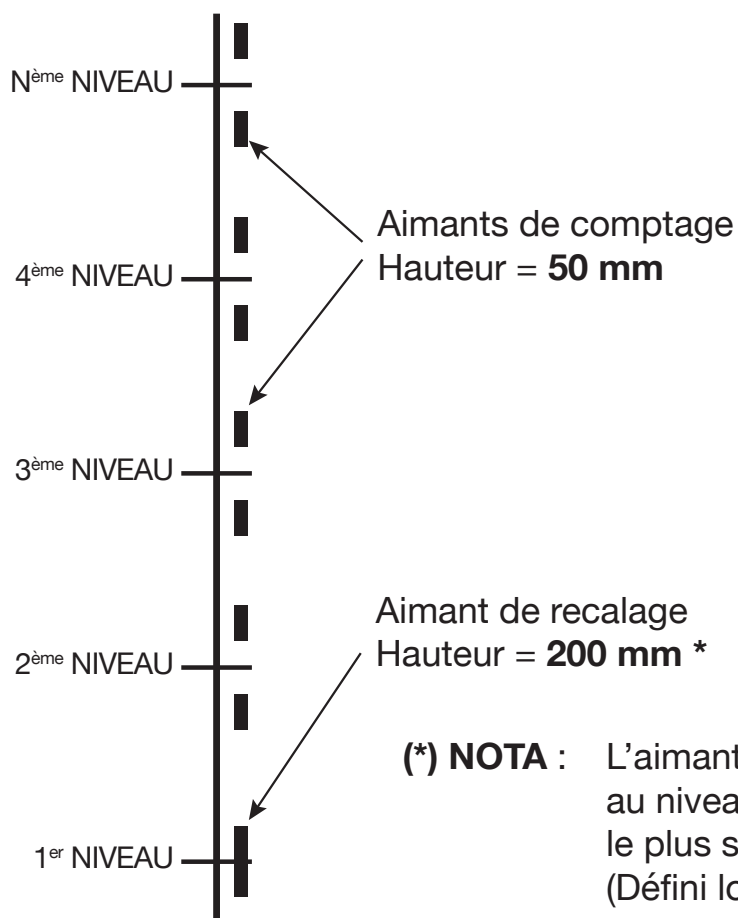 Nème NIVEAU
Aimants de comptage
Hauteur = 50 mm
4ème NIVEAU
3ème NIVEAU
Aimant de recalage
Hauteur = 200 mm *
2ème NIVEAU
(*) NOTA : L'aimant
au nivea
le plus s
1er NIVEAU
(Défini lo